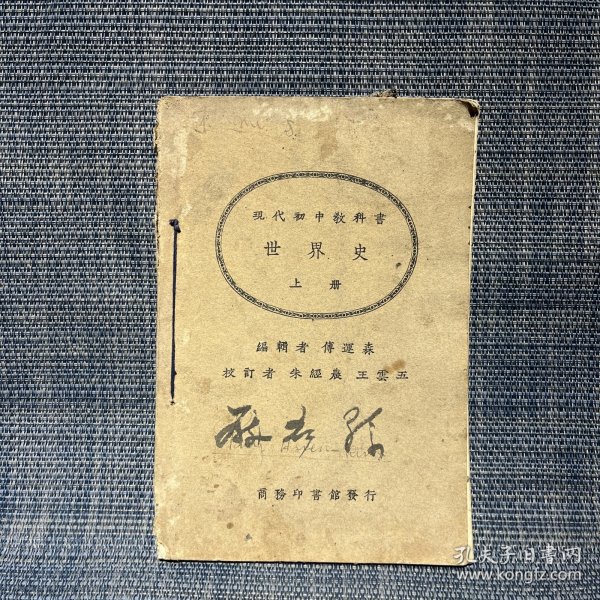 現代初中敎科書
世界史
上册
編輯者 傅運森
校訂者 朱經農 王雲五
商務印書館發行
孔夫子旧书网
www.kongfz.com